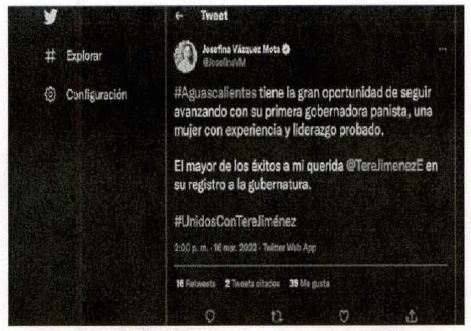 Tweet
Explorar
Configuración
Josefina Vázquez Mota
@JosefinaVM
#Aguascalientes tiene la gran oportunidad de seguir
avanzando con su primera gobernadora panista, una
mujer con experiencia y liderazgo probado.
El mayor de los éxitos a mi querida @TereJimenezE en
su registro a la gubernatura.
#UnidosConTereJiménez
2:00 p. m. · 16 mar. 2022 · Twitter Web App
16 Retweets 2 Tweets citados 39 Me gusta